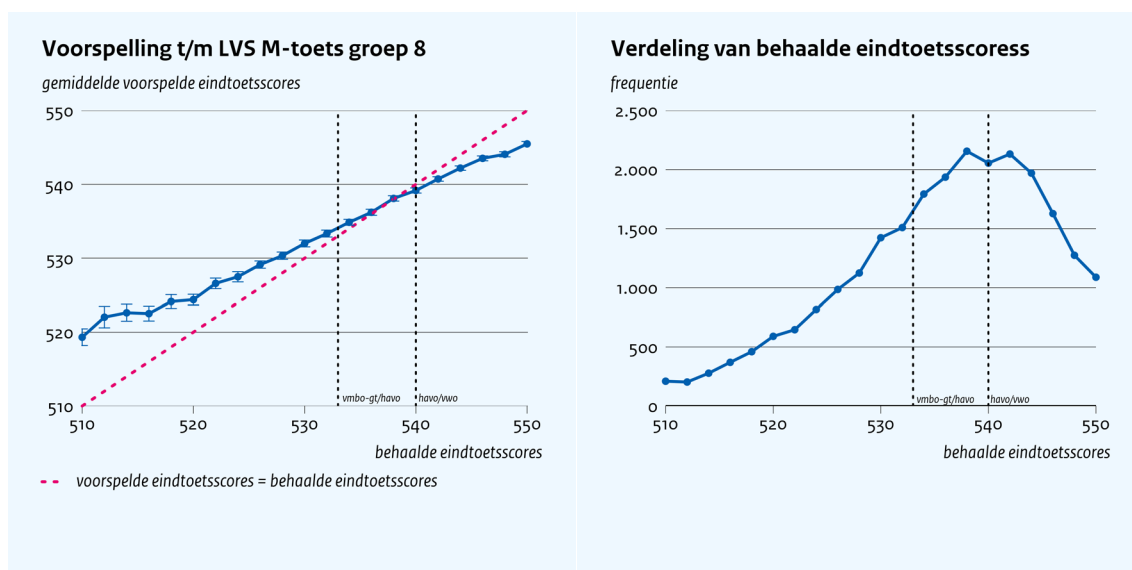 Voorspelling t/m LVS M-toets groep 8
gemiddelde voorspelde eindtoetsscores
550
540
530
520
510
vmbo-gt/havo
havo/vwo
510
520
530
540
550
behaalde eindtoetsscores
voorspelde eindtoetsscores = behaalde eindtoetsscores
Verdeling van behaalde eindtoetsscoress
frequentie
2.500
2.000
1.500
1.000
500
0
vmbo-gt/havo
havo/vwo
510
520
530
540
550
behaalde eindtoetsscores